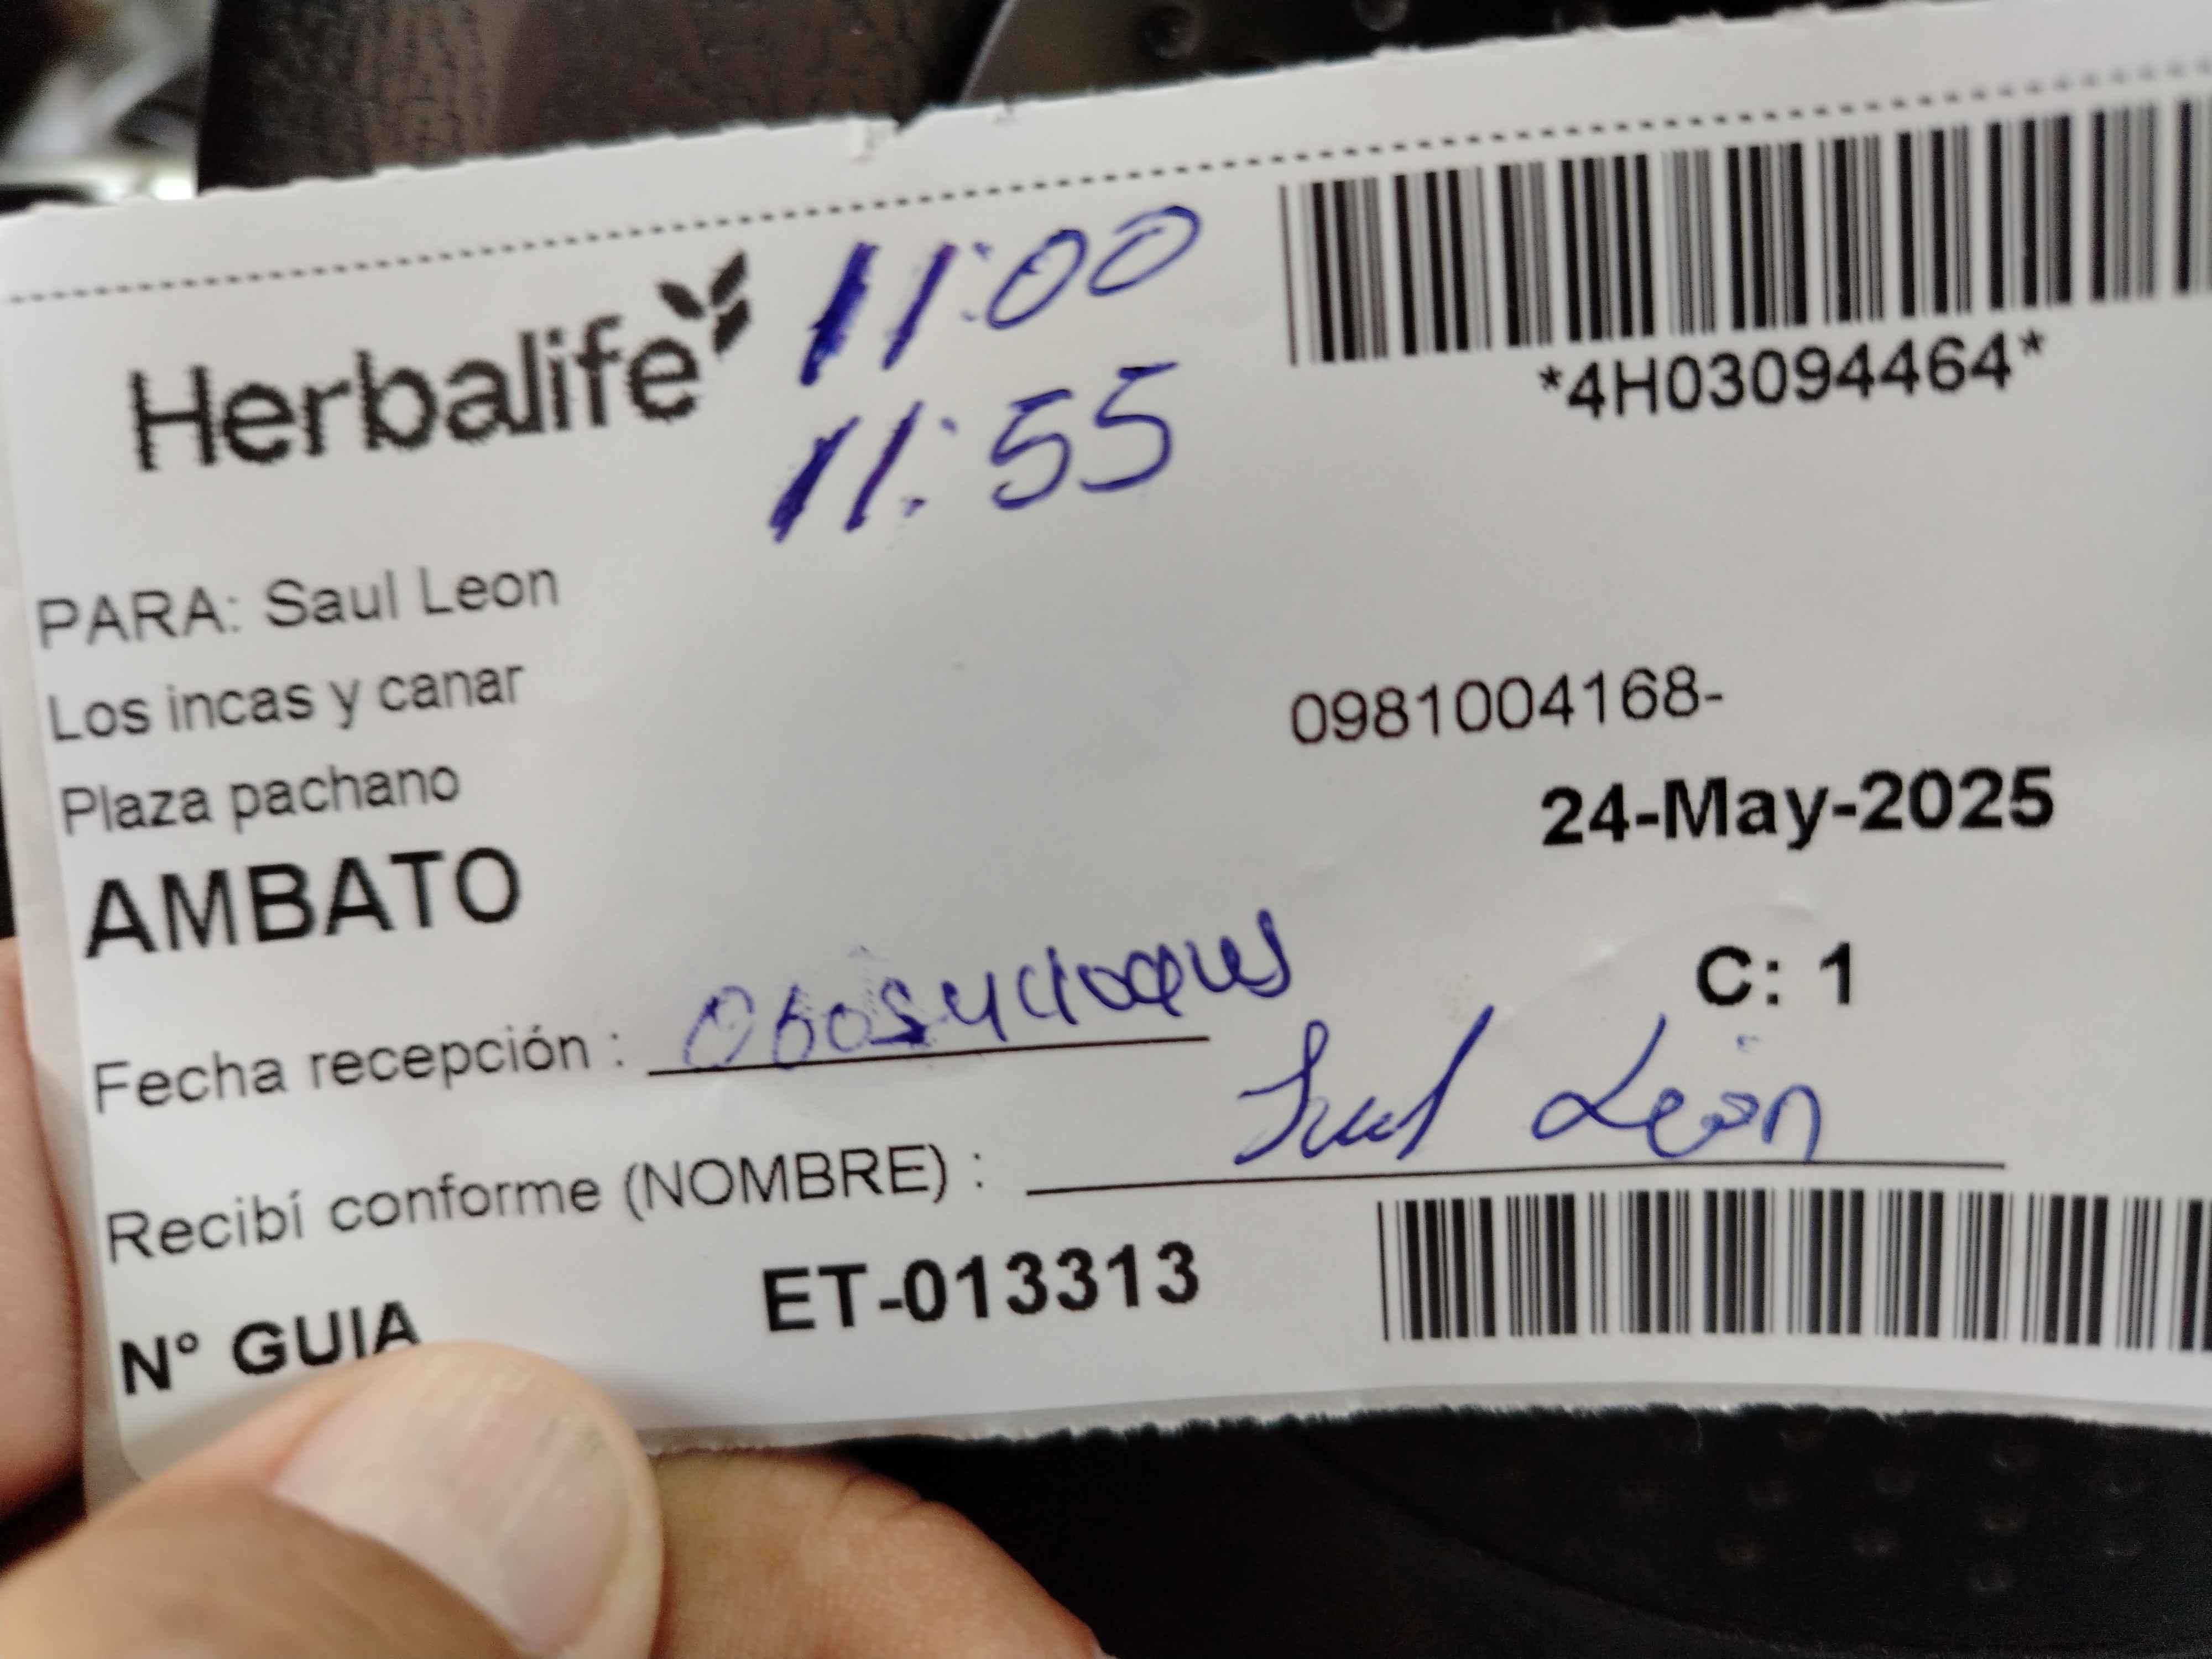 Herbalife
11:00
11:55
*4H03094464*
PARA: Saul Leon
Los incas y canar
0981004168-
Plaza pachano
24-May-2025
AMBATO
C: 1
Fecha recepción :
Recibí conforme (NOMBRE) : Saul León
N° GUIA ET-013313